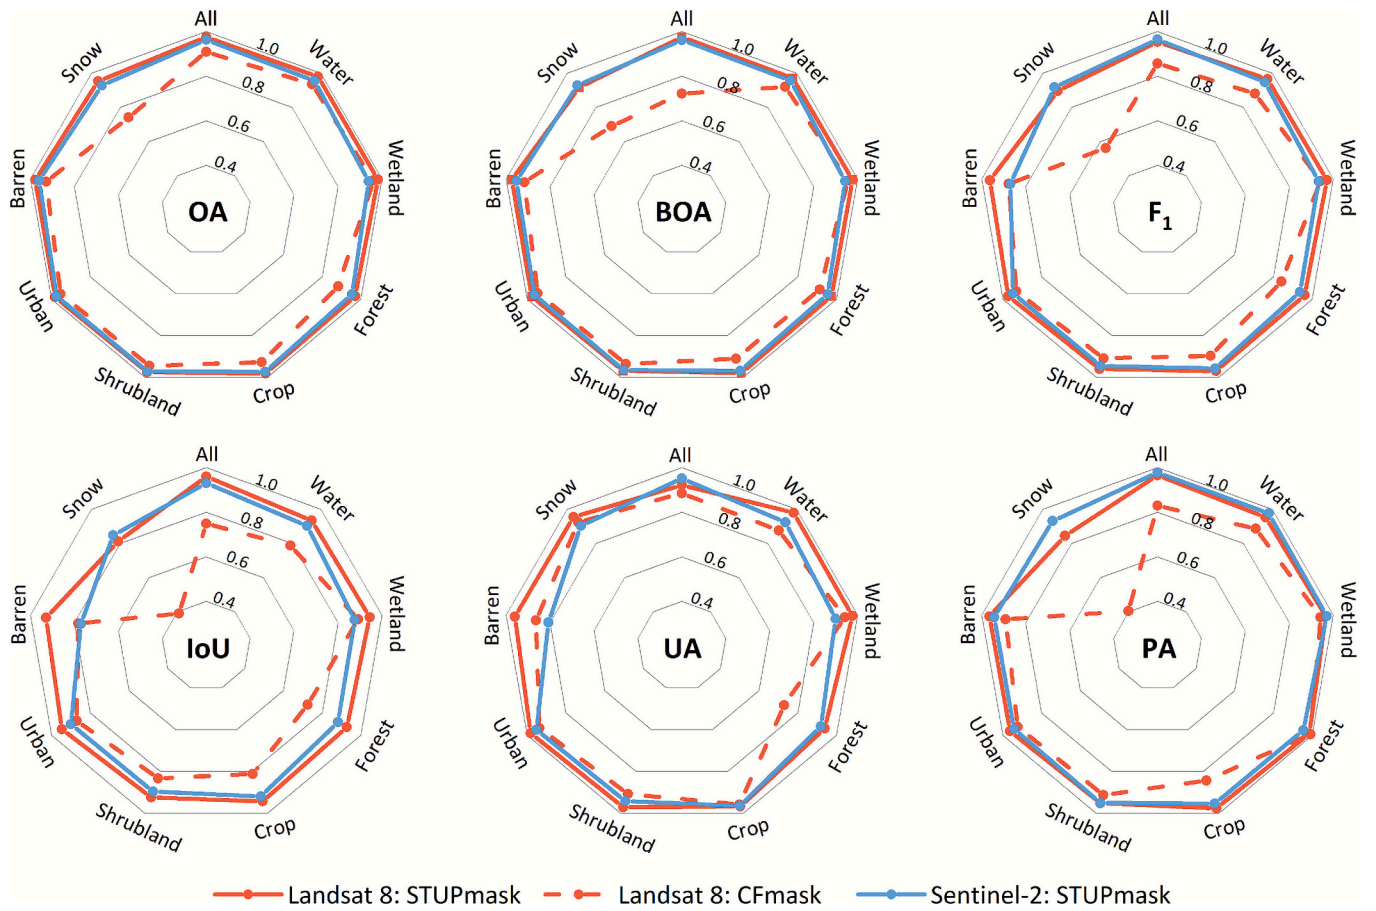 All
1.0
Water
0.8
Wetland
0.6
0.4
Forest
Crop
Shrubland
Urban
Barren
Snow
OA
All
1.0
Water
0.8
Wetland
0.6
0.4
Forest
Crop
Shrubland
Urban
Barren
Snow
BOA
All
1.0
Water
0.8
Wetland
0.6
0.4
Forest
Crop
Shrubland
Urban
Barren
Snow
F1
All
1.0
Water
0.8
Wetland
0.6
0.4
Forest
Crop
Shrubland
Urban
Barren
Snow
IoU
All
1.0
Water
0.8
Wetland
0.6
0.4
Forest
Crop
Shrubland
Urban
Barren
Snow
UA
All
1.0
Water
0.8
Wetland
0.6
0.4
Forest
Crop
Shrubland
Urban
Barren
Snow
PA
Landsat 8: STUPmask
Landsat 8: CFmask
Sentinel-2: STUPmask